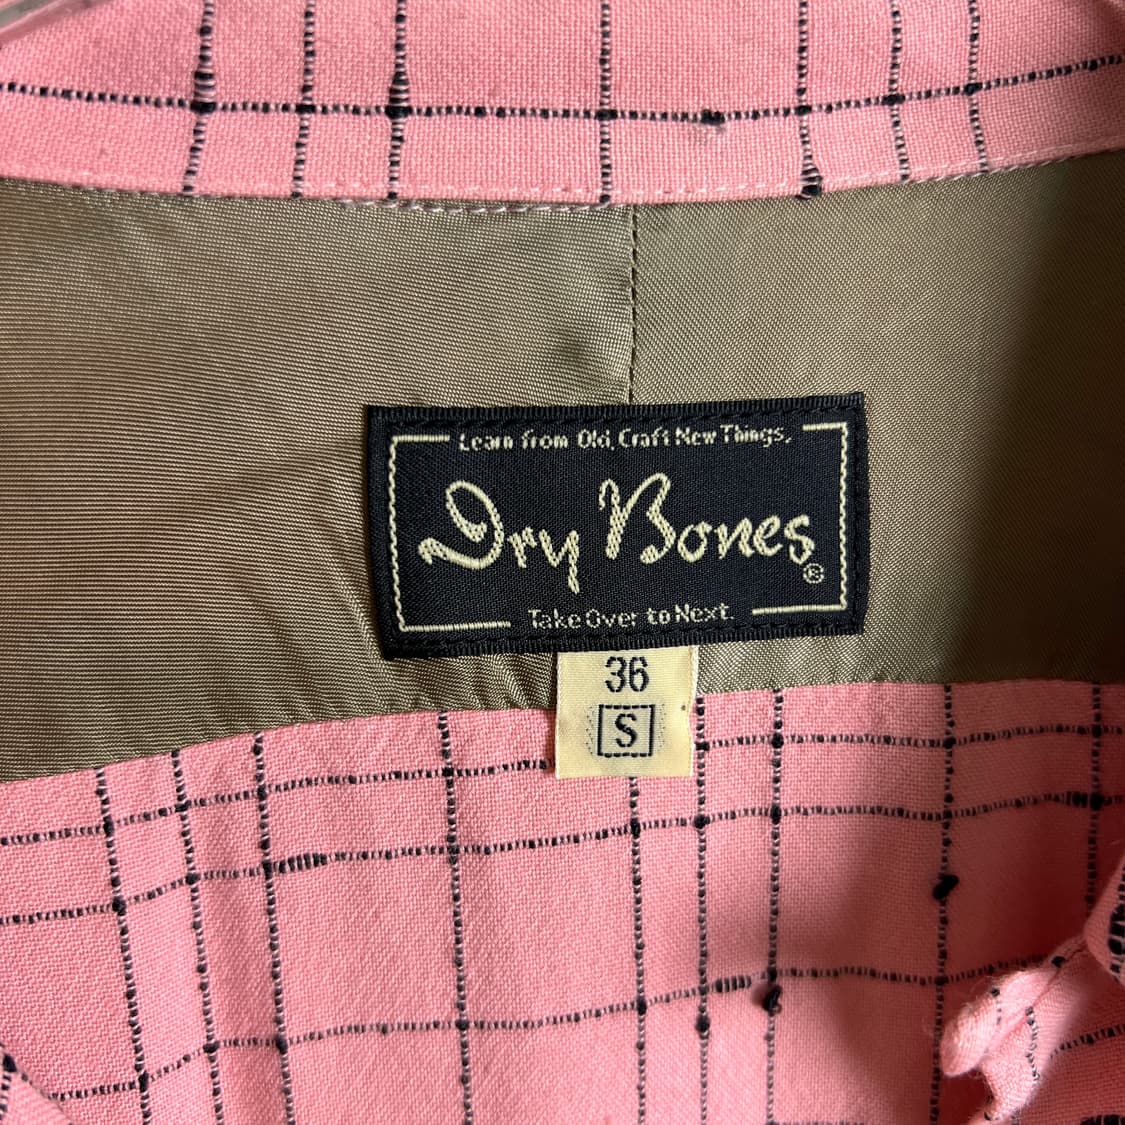 Learn from Old, Craft New Things.
Dry Bones®
Take Over to Next.
36
S